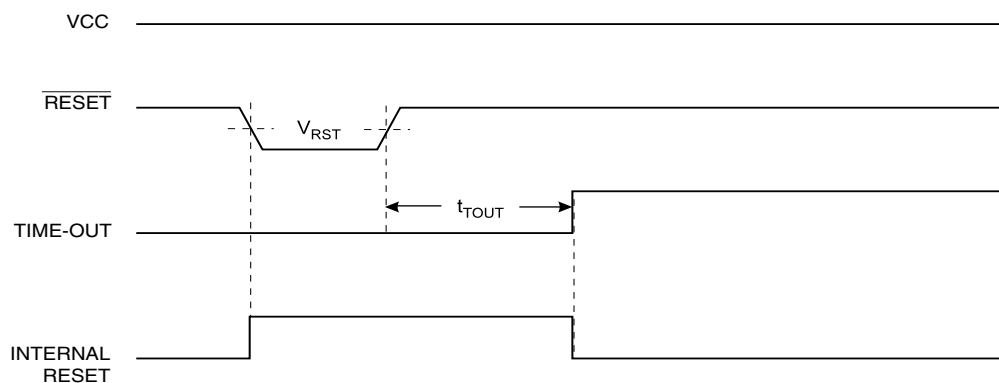 VCC
RESET
VRST
tTOUT
TIME-OUT
INTERNAL
RESET